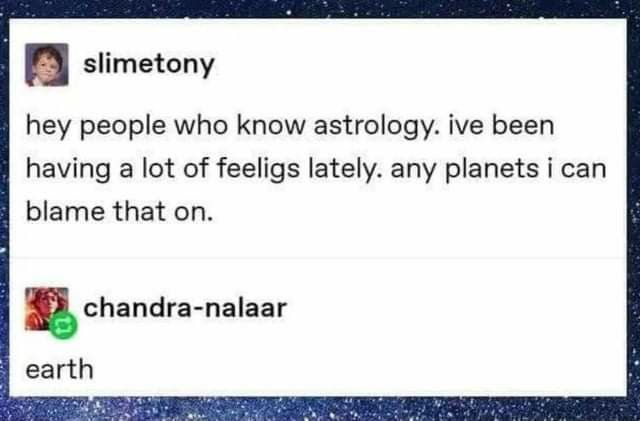 slimetony
hey people who know astrology. ive been
having a lot of feeligs lately. any planets i can
blame that on.
chandra-nalaar
earth